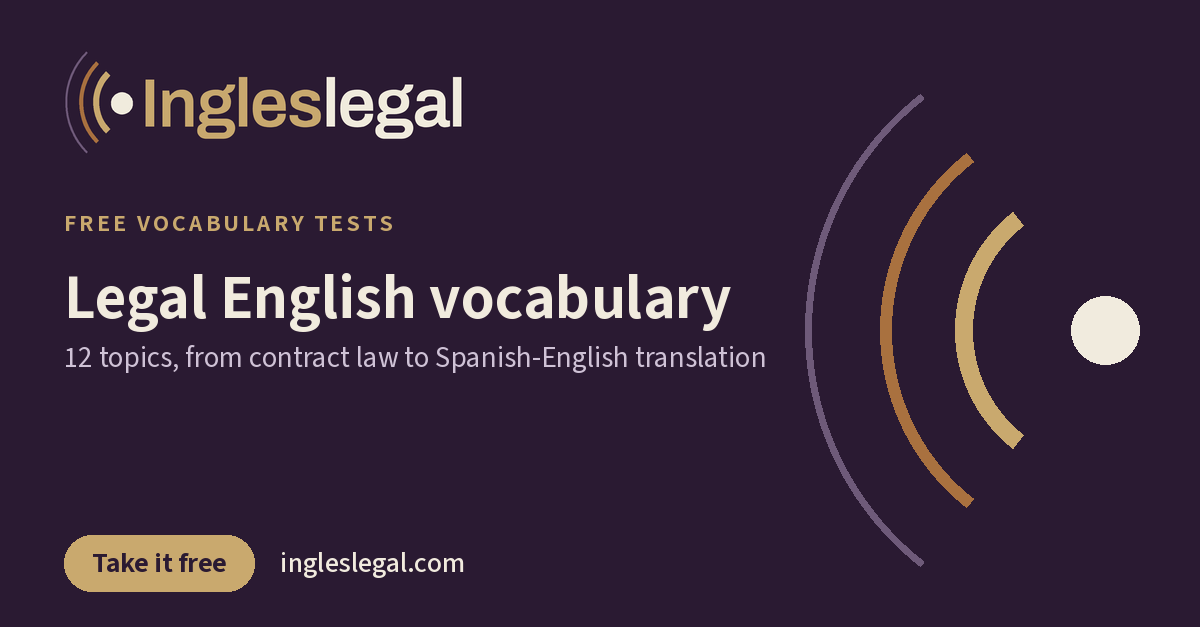 Ingleslegal
FREE VOCABULARY TESTS
Legal English vocabulary
12 topics, from contract law to Spanish-English translation
Take it free
ingleslegal.com